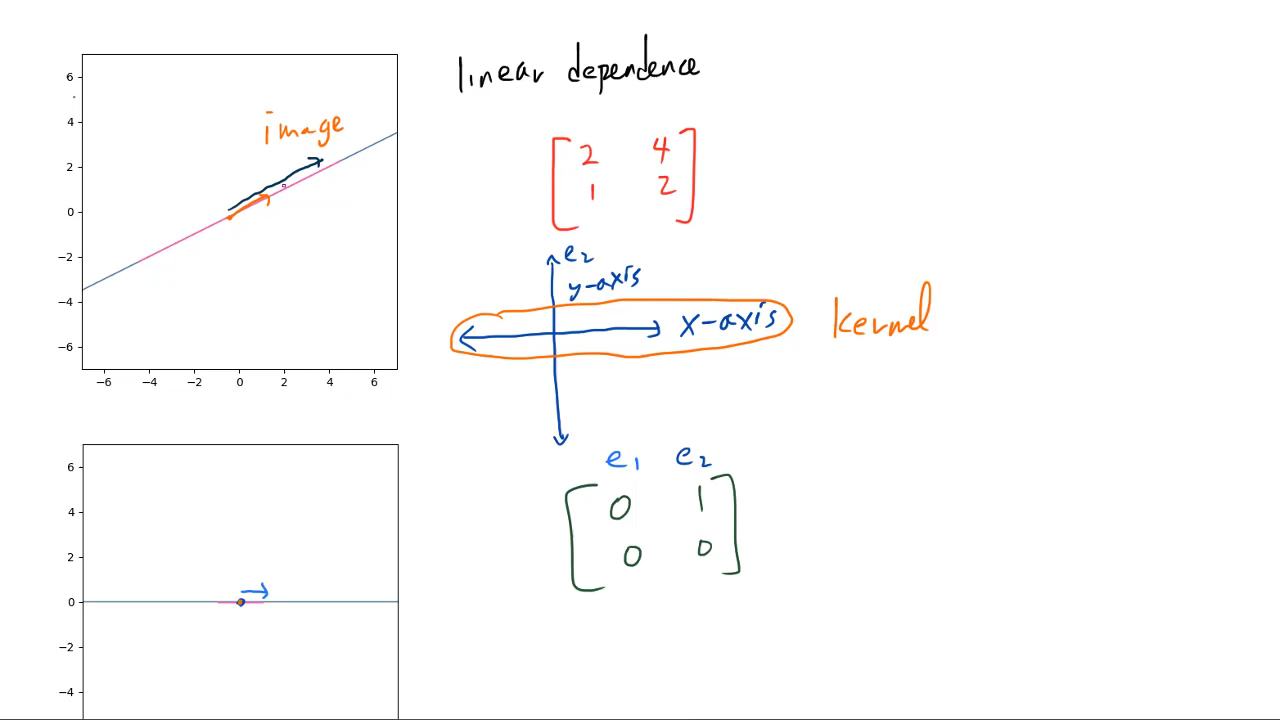 linear dependence
6
4
2
0
−2
−4
−6
−6 −4 −2 0 2 4 6
image
2 4
1 2
e2
y-axis
x-axis
kernel
6
4
2
0
−2
−4
e1 e2
0 1
0 0